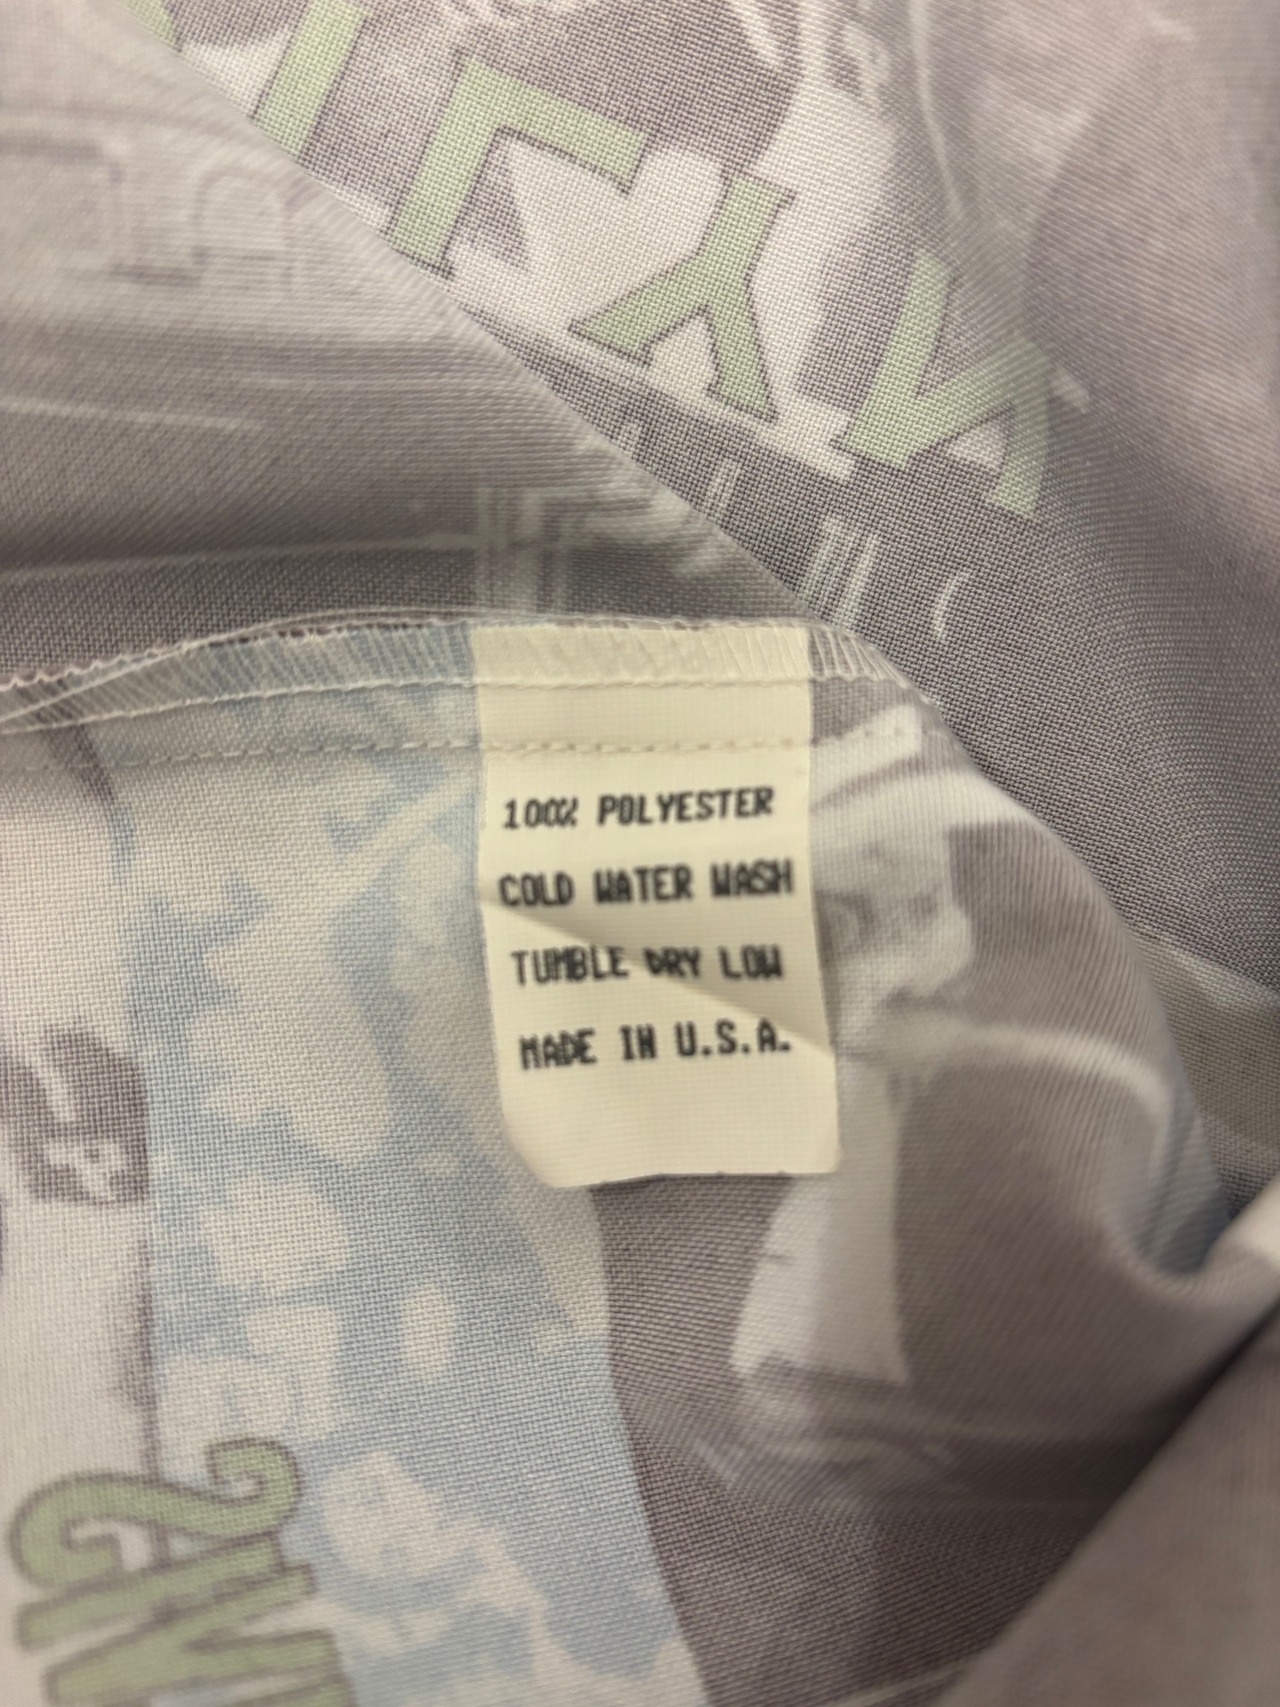 100% POLYESTER
COLD WATER WASH
TUMBLE DRY LOW
MADE IN U.S.A.